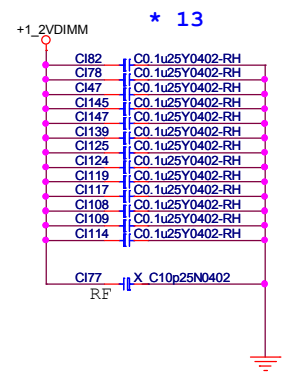 * 13
+1_2VDIMM
CI82 C0.1u25Y0402-RH
CI78 C0.1u25Y0402-RH
CI47 C0.1u25Y0402-RH
CI145 C0.1u25Y0402-RH
CI147 C0.1u25Y0402-RH
CI139 C0.1u25Y0402-RH
CI125 C0.1u25Y0402-RH
CI124 C0.1u25Y0402-RH
CI119 C0.1u25Y0402-RH
CI117 C0.1u25Y0402-RH
CI108 C0.1u25Y0402-RH
CI109 C0.1u25Y0402-RH
CI114 C0.1u25Y0402-RH
CI77 X_C10p25N0402
RF